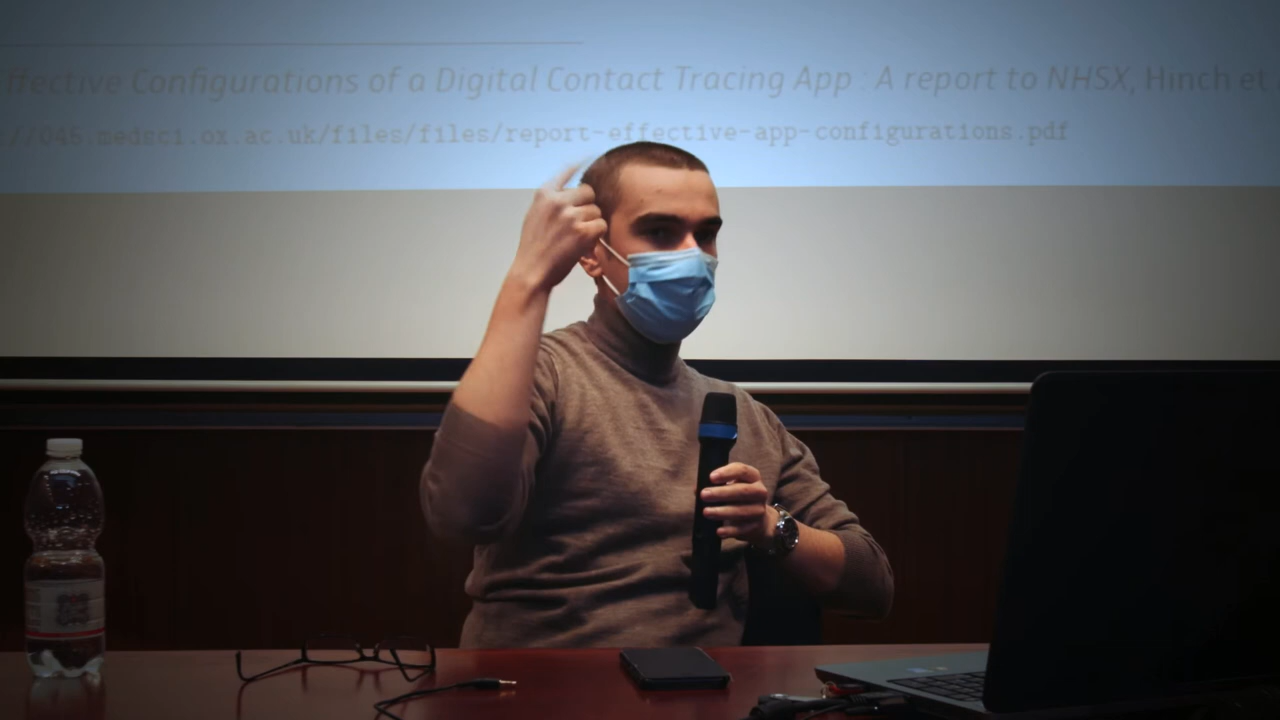 ffective Configurations of a Digital Contact Tracing App : A report to NHSX, Hinch et
://045.medsci.ox.ac.uk/files/files/report-effective-app-configurations.pdf